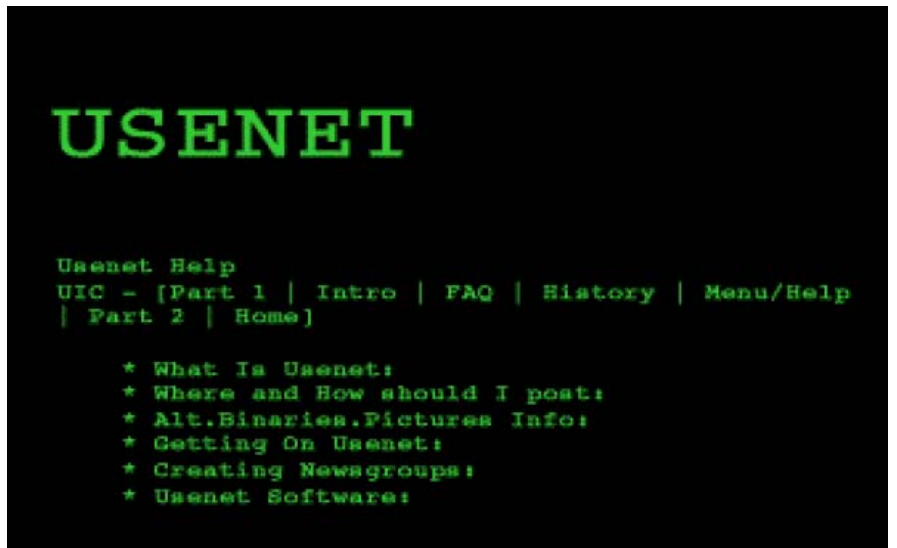 USENET
Usenet Help
UIC - [Part 1 | Intro | FAQ | History | Menu/Help
| Part 2 | Home]
* What Is Usenet:
* Where and How should I post:
* Alt.Binaries.Pictures Info:
* Getting On Usenet:
* Creating Newsgroups:
* Usenet Software: